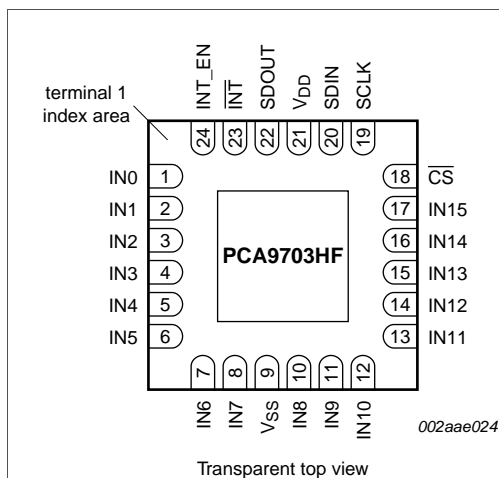 INT_EN
INT
SDOUT
VDD
SDIN
SCLK
terminal 1
index area
24 23 22 21 20 19
IN0 1 18 CS
IN1 2 17 IN15
IN2 3 16 IN14
PCA9703HF
IN3 4 15 IN13
IN4 5 14 IN12
IN5 6 13 IN11
7 8 9 10 11 12
IN6
IN7
VSS
IN8
IN9
IN10
002aae024
Transparent top view